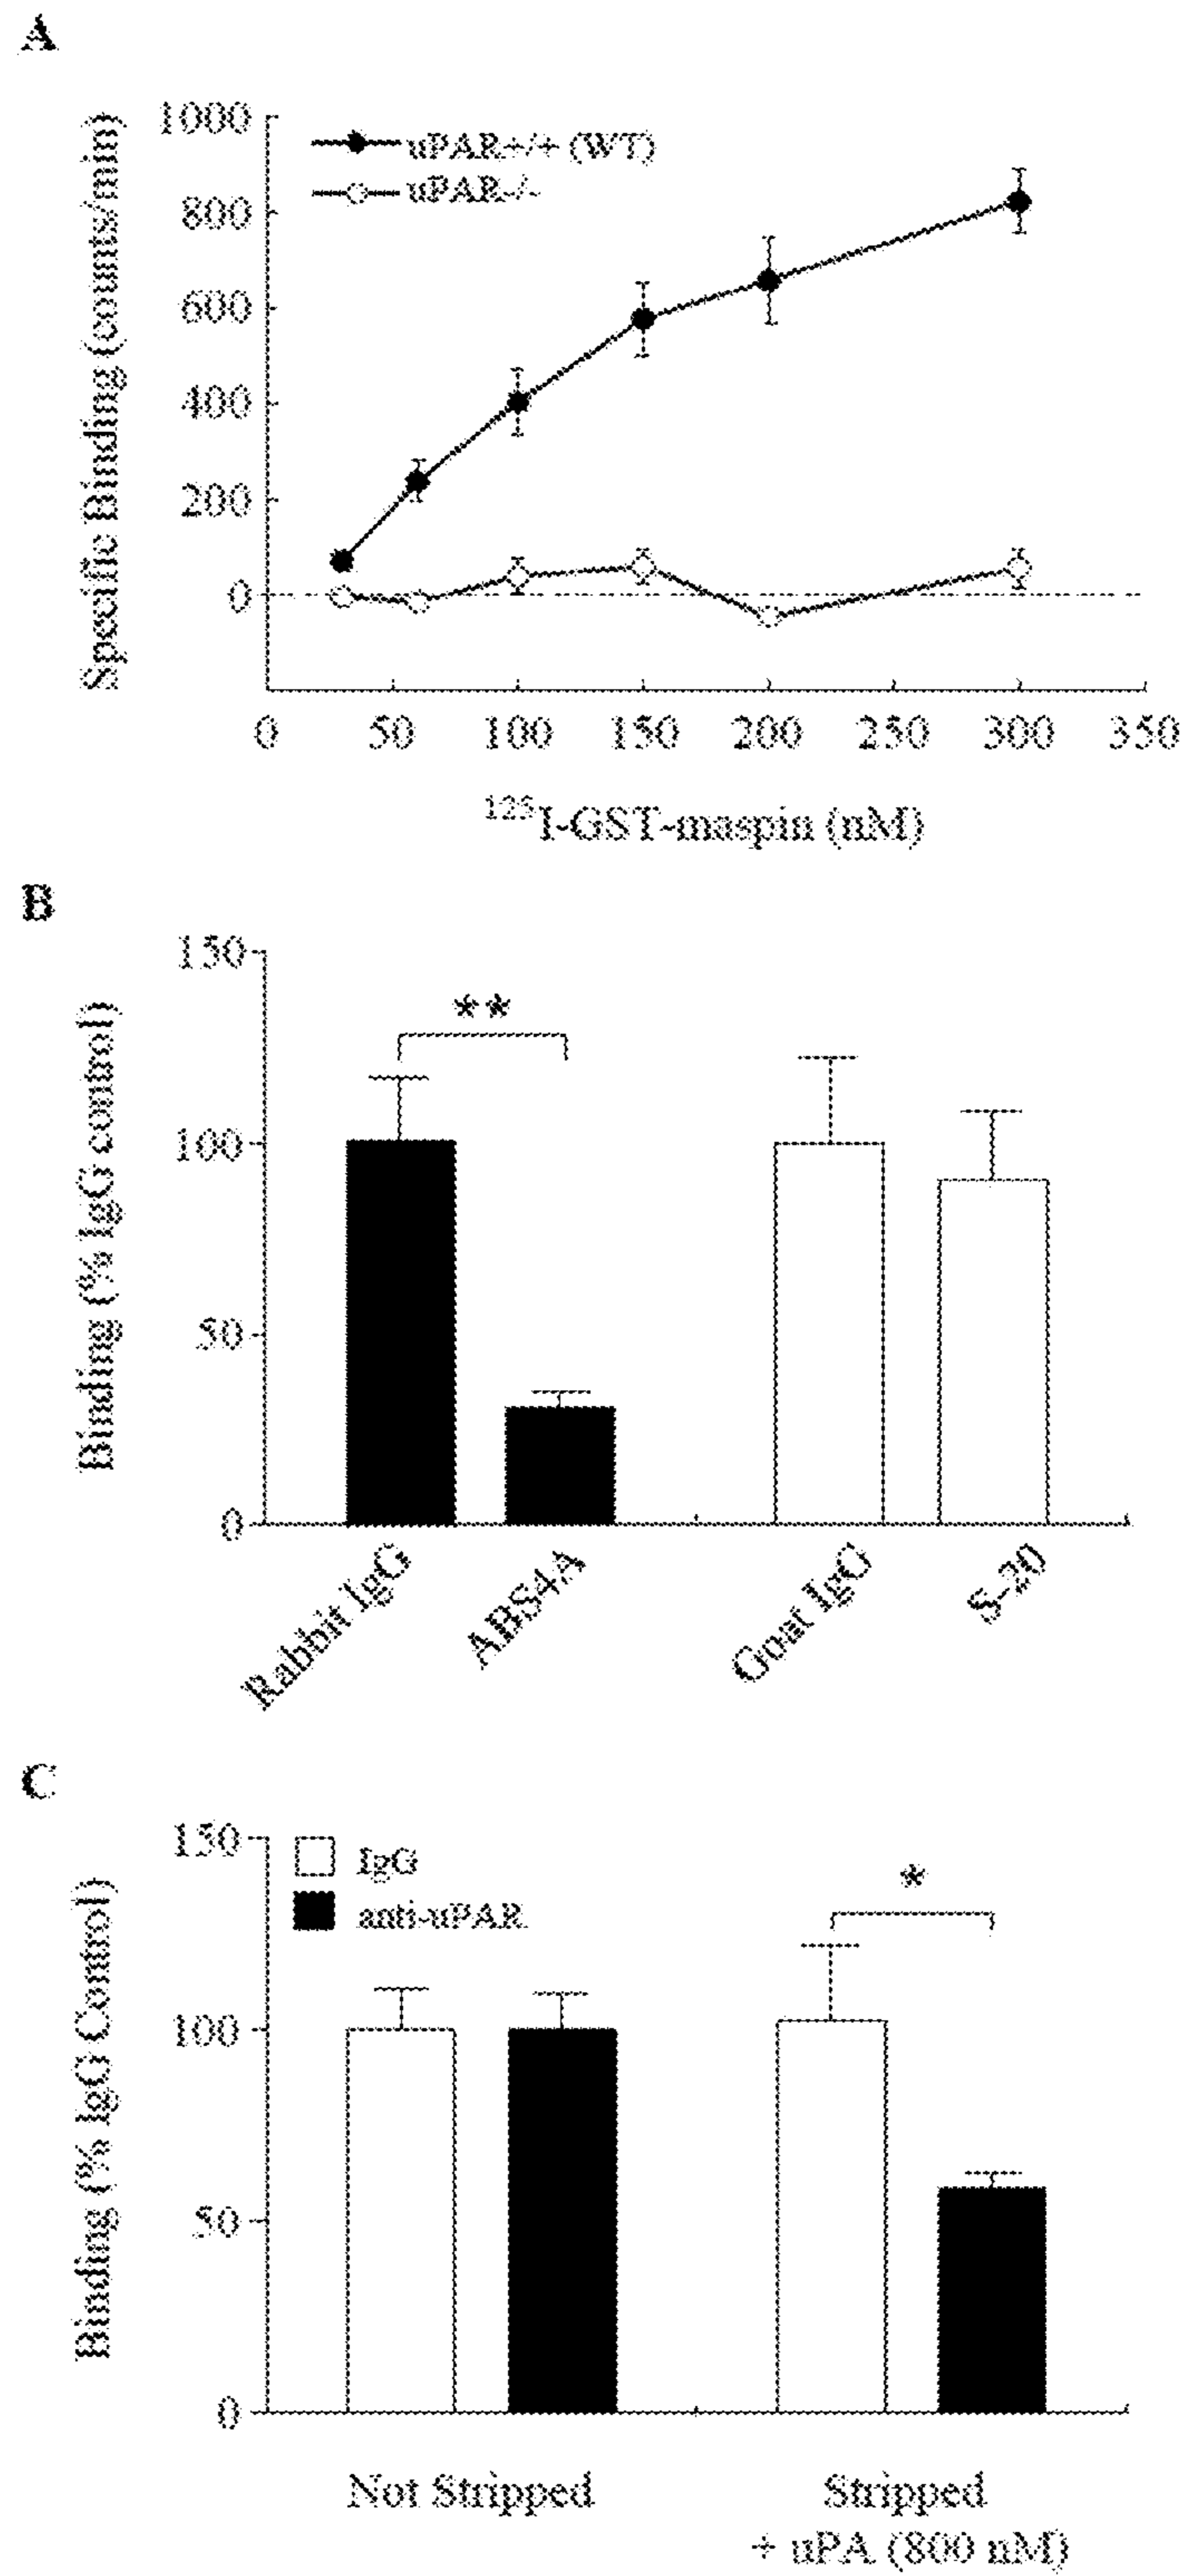 A
Specific Binding (counts/min)
1000
800
600
400
200
0
uPAR+/+ (WT)
uPAR-/-
0 50 100 150 200 250 300 350
125I-GST-maspin (nM)
B
Binding (% IgG control)
150
100
50
0
**
Rabbit IgG
ABS4A
Goat IgG
S-20
C
Binding (% IgG Control)
150
100
50
0
IgG
anti-uPAR
*
Not Stripped
Stripped
+ uPA (800 nM)